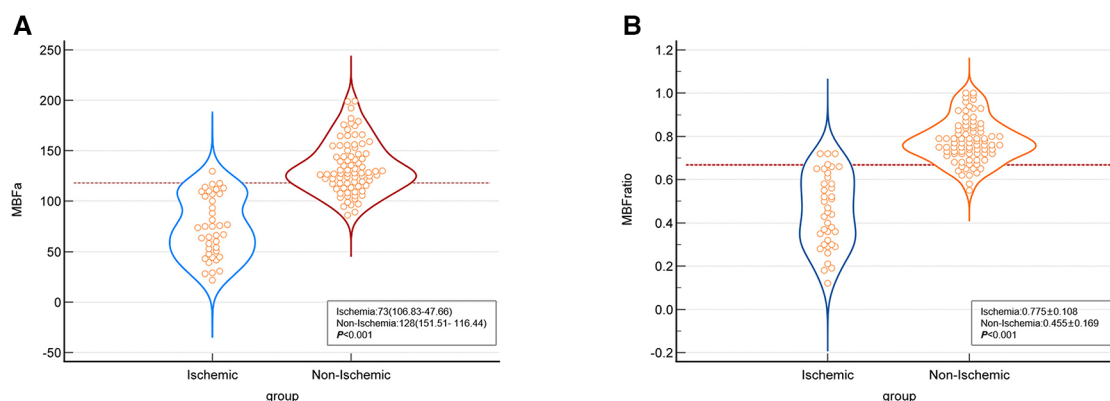 A
250
200
150
100
50
0
-50
MBFa
Ischemic
Non-Ischemic
group
Ischemia:73(106.83-47.66)
Non-Ischemia:128(151.51- 116.44)
P<0.001
B
1.2
1.0
0.8
0.6
0.4
0.2
0.0
-0.2
MBFratio
Ischemic
Non-Ischemic
group
Ischemia:0.775±0.108
Non-Ischemia:0.455±0.169
P<0.001